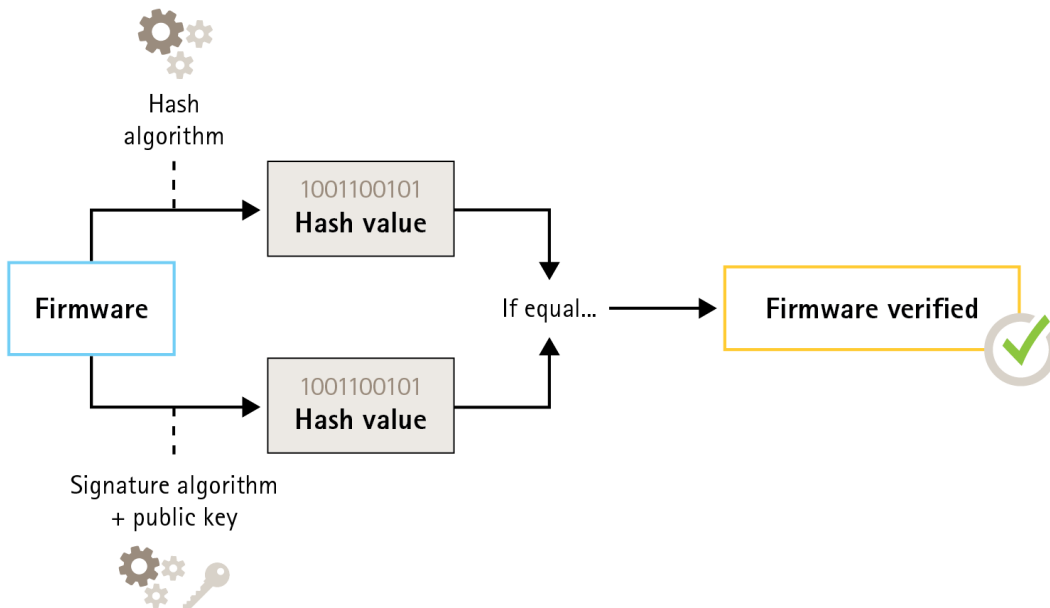 Hash
algorithm
1001100101
Hash value
Firmware
If equal...
Firmware verified
1001100101
Hash value
Signature algorithm
+ public key